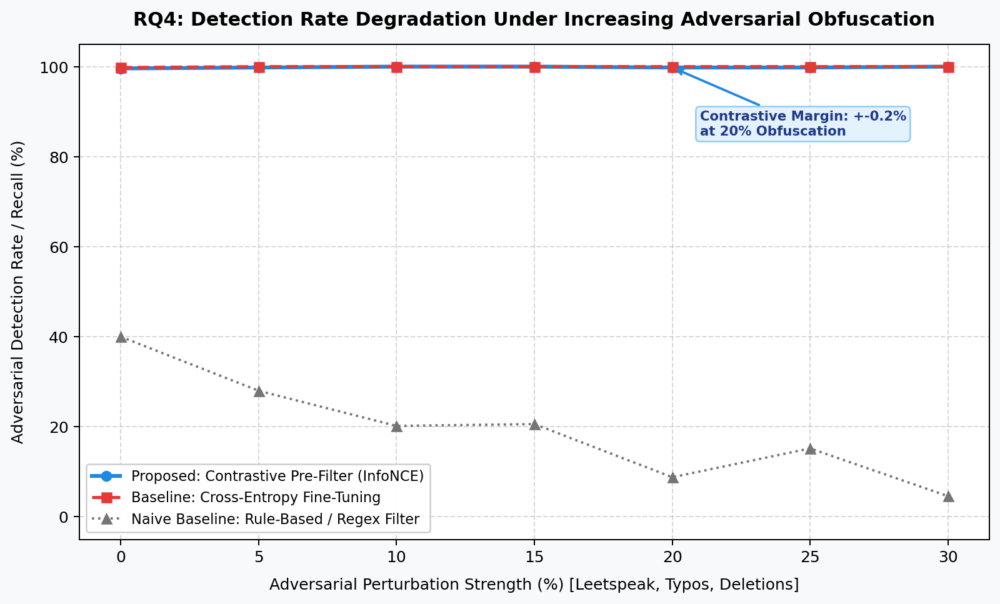 RQ4: Detection Rate Degradation Under Increasing Adversarial Obfuscation
Adversarial Detection Rate / Recall (%)
100
80
60
40
20
0
Contrastive Margin: +-0.2%
at 20% Obfuscation
Proposed: Contrastive Pre-Filter (InfoNCE)
Baseline: Cross-Entropy Fine-Tuning
Naive Baseline: Rule-Based / Regex Filter
0 5 10 15 20 25 30
Adversarial Perturbation Strength (%) [Leetspeak, Typos, Deletions]